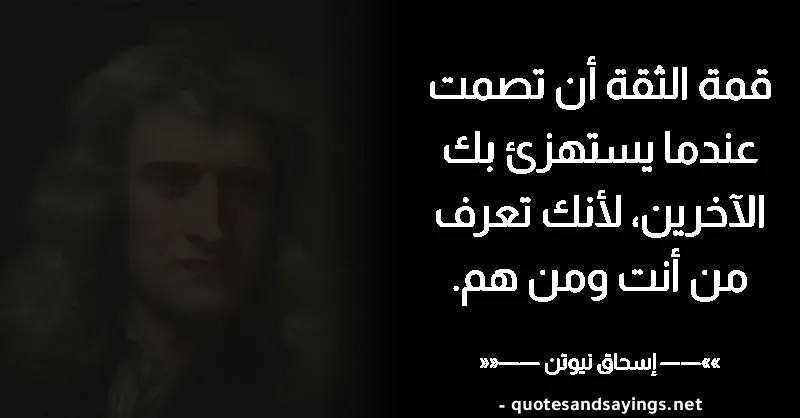 قمة الثقة أن تصمت
عندما يستهزئ بك
الآخرين، لأنك تعرف
من أنت ومن هم.
»»—— إسحاق نيوتن ——««
- quotesandsayings.net